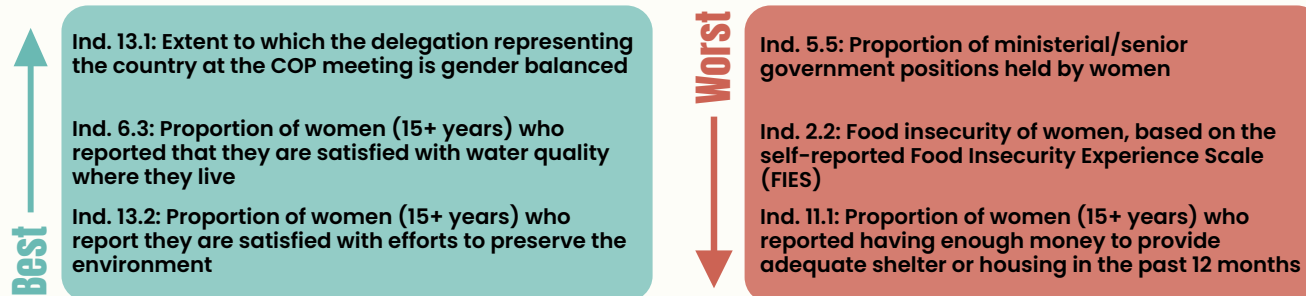 Best
Ind. 13.1: Extent to which the delegation representing
the country at the COP meeting is gender balanced
Ind. 6.3: Proportion of women (15+ years) who
reported that they are satisfied with water quality
where they live
Ind. 13.2: Proportion of women (15+ years) who
report they are satisfied with efforts to preserve the
environment
Worst
Ind. 5.5: Proportion of ministerial/senior
government positions held by women
Ind. 2.2: Food insecurity of women, based on the
self-reported Food Insecurity Experience Scale
(FIES)
Ind. 11.1: Proportion of women (15+ years) who
reported having enough money to provide
adequate shelter or housing in the past 12 months